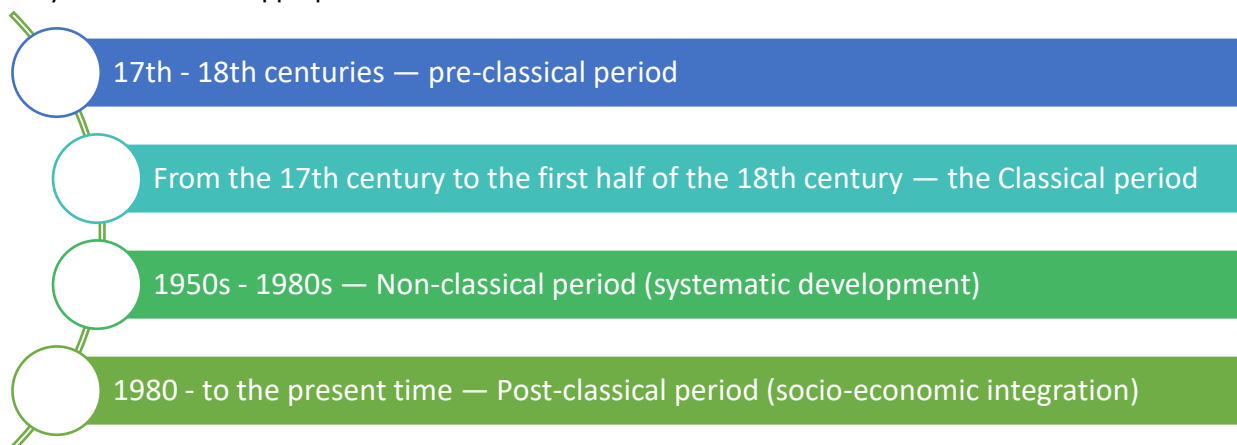 17th - 18th centuries — pre-classical period
From the 17th century to the first half of the 18th century — the Classical period
1950s - 1980s — Non-classical period (systematic development)
1980 - to the present time — Post-classical period (socio-economic integration)